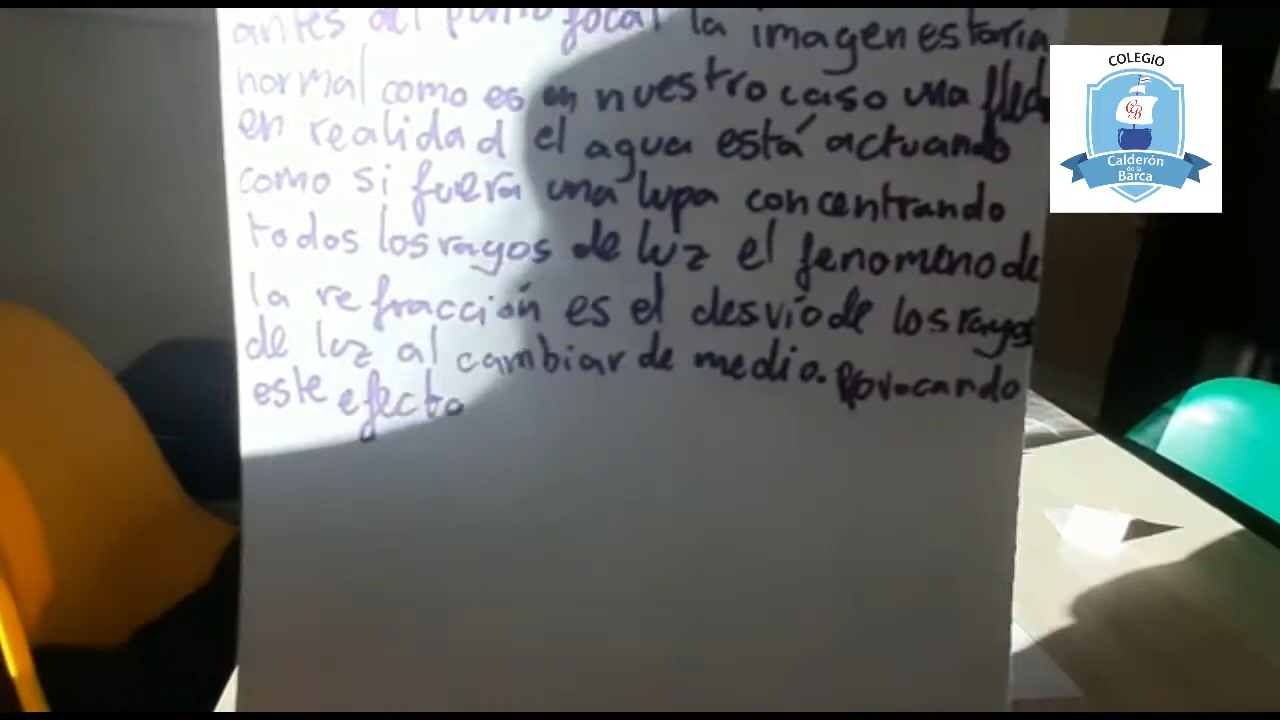 antes del punto focal la imagen estaría
normal como es en nuestro caso una flecha
en realidad el agua está actuando
como si fuera una lupa concentrando
todos los rayos de luz el fenomeno de
la refracción es el desvío de los rayos
de luz al cambiar de medio. Provocando
este efecto
COLEGIO
CB
Calderón
de la
Barca